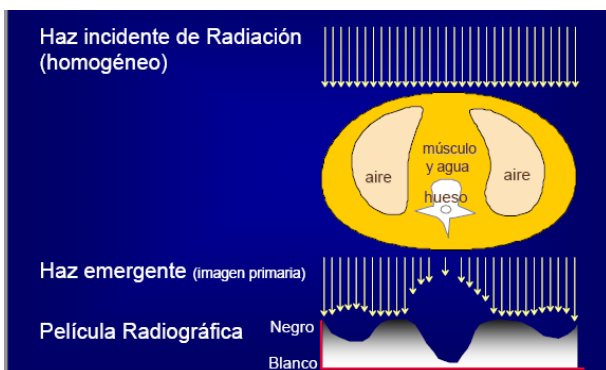 Haz incidente de Radiación
(homogéneo)
músculo
y agua
aire
aire
hueso
Haz emergente (imagen primaria)
Película Radiográfica
Negro
Blanco